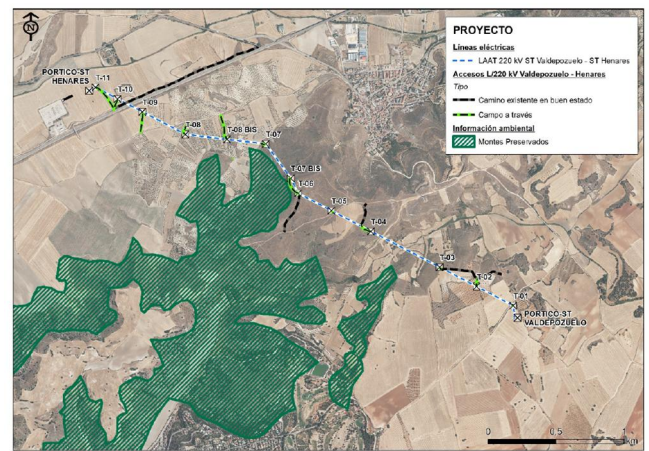 N
PROYECTO
Líneas eléctricas
LAAT 220 kV ST Valdepozuelo - ST Henares
Accesos L/220 kV Valdepozuelo - Henares
Tipo
Camino existente en buen estado
Campo a través
Información ambiental
Montes Preservados
PORTICO-ST
HENARES
T-11
T-10
T-09
T-08
T-08 BIS
T-07
T-07 BIS
T-06
T-05
T-04
T-03
T-02
T-01
PORTICO-ST
VALDEPOZUELO
0 0,5 1
km